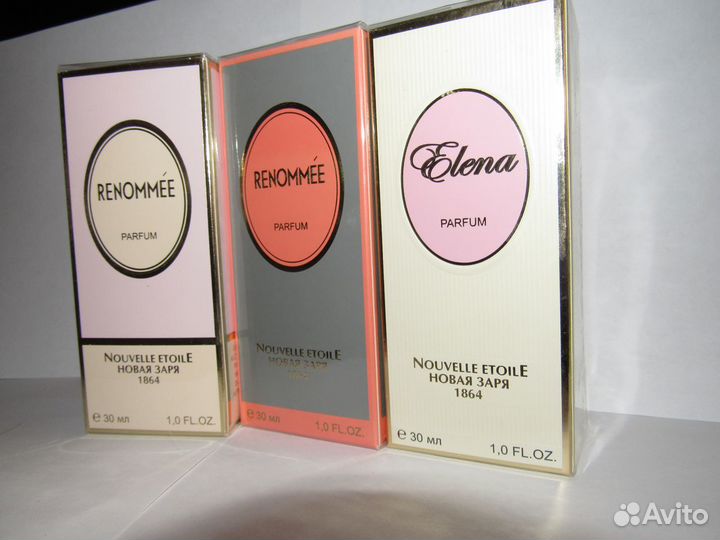 RENOMMÉE
PARFUM
NOUVELLE ETOILE
НОВАЯ ЗАРЯ
1864
℮ 30 мл 1,0 FL.OZ.
RENOMMÉE
PARFUM
NOUVELLE ETOILE
НОВАЯ ЗАРЯ
1864
℮ 30 мл 1,0 FL.OZ.
Elena
PARFUM
NOUVELLE ETOILE
НОВАЯ ЗАРЯ
1864
℮ 30 мл 1,0 FL.OZ.
Avito